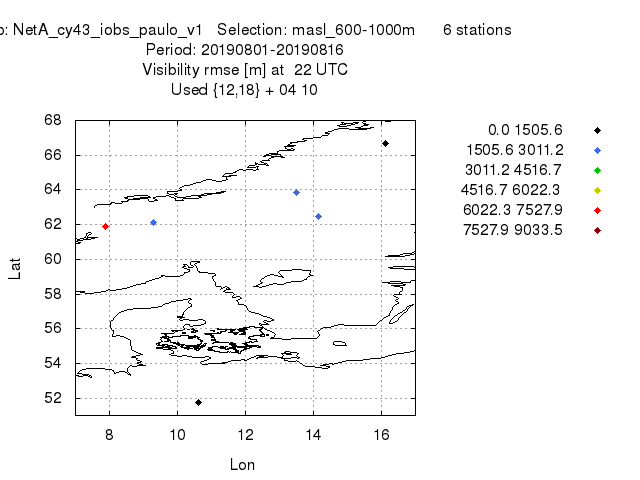 : NetA_cy43_iobs_paulo_v1 Selection: masl_600-1000m 6 stations
Period: 20190801-20190816
Visibility rmse [m] at 22 UTC
Used {12,18} + 04 10
68
66
64
62
60
58
56
54
52
8 10 12 14 16
Lat
Lon
0.0 1505.6
1505.6 3011.2
3011.2 4516.7
4516.7 6022.3
6022.3 7527.9
7527.9 9033.5